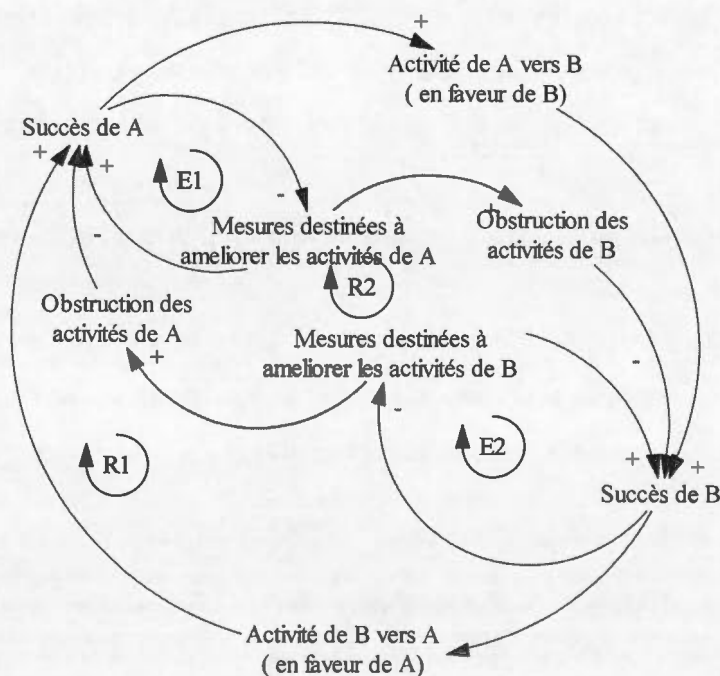 +
Activité de A vers B
( en faveur de B)
Succès de A
+
+
E1
-
Mesures destinées à
ameliorer les activités de A
+
Obstruction des
activités de B
-
R2
Obstruction des
activités de A
+
Mesures destinées à
ameliorer les activités de B
-
-
E2
R1
+
+
Succès de B
Activité de B vers A
( en faveur de A)